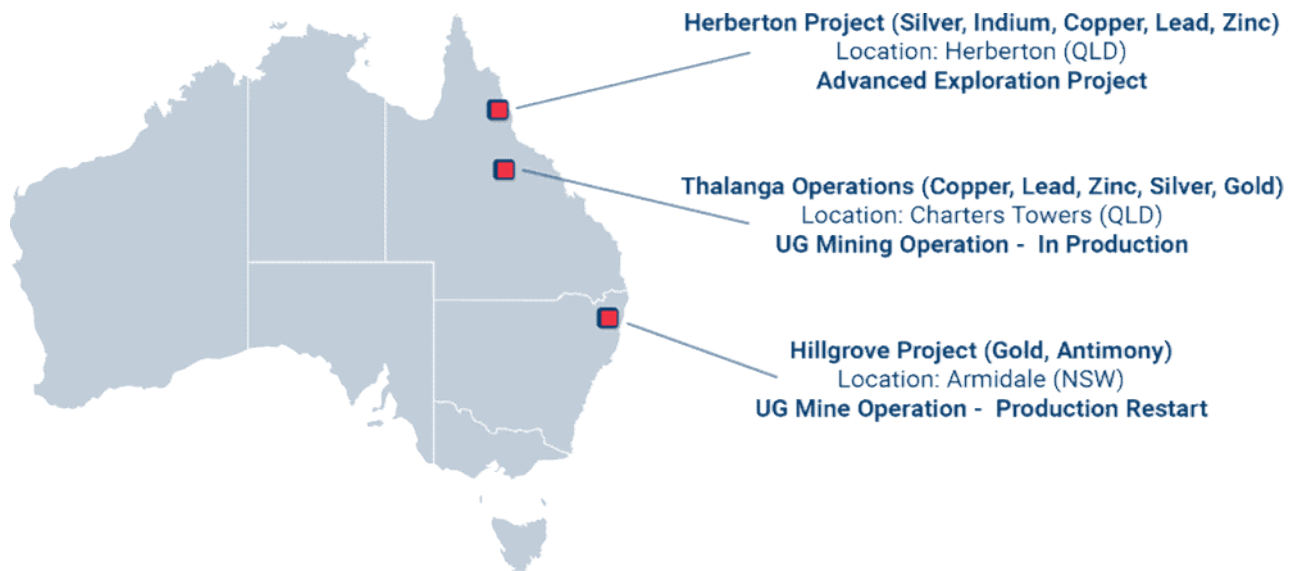 Herberton Project (Silver, Indium, Copper, Lead, Zinc)
Location: Herberton (QLD)
Advanced Exploration Project
Thalanga Operations (Copper, Lead, Zinc, Silver, Gold)
Location: Charters Towers (QLD)
UG Mining Operation - In Production
Hillgrove Project (Gold, Antimony)
Location: Armidale (NSW)
UG Mine Operation - Production Restart